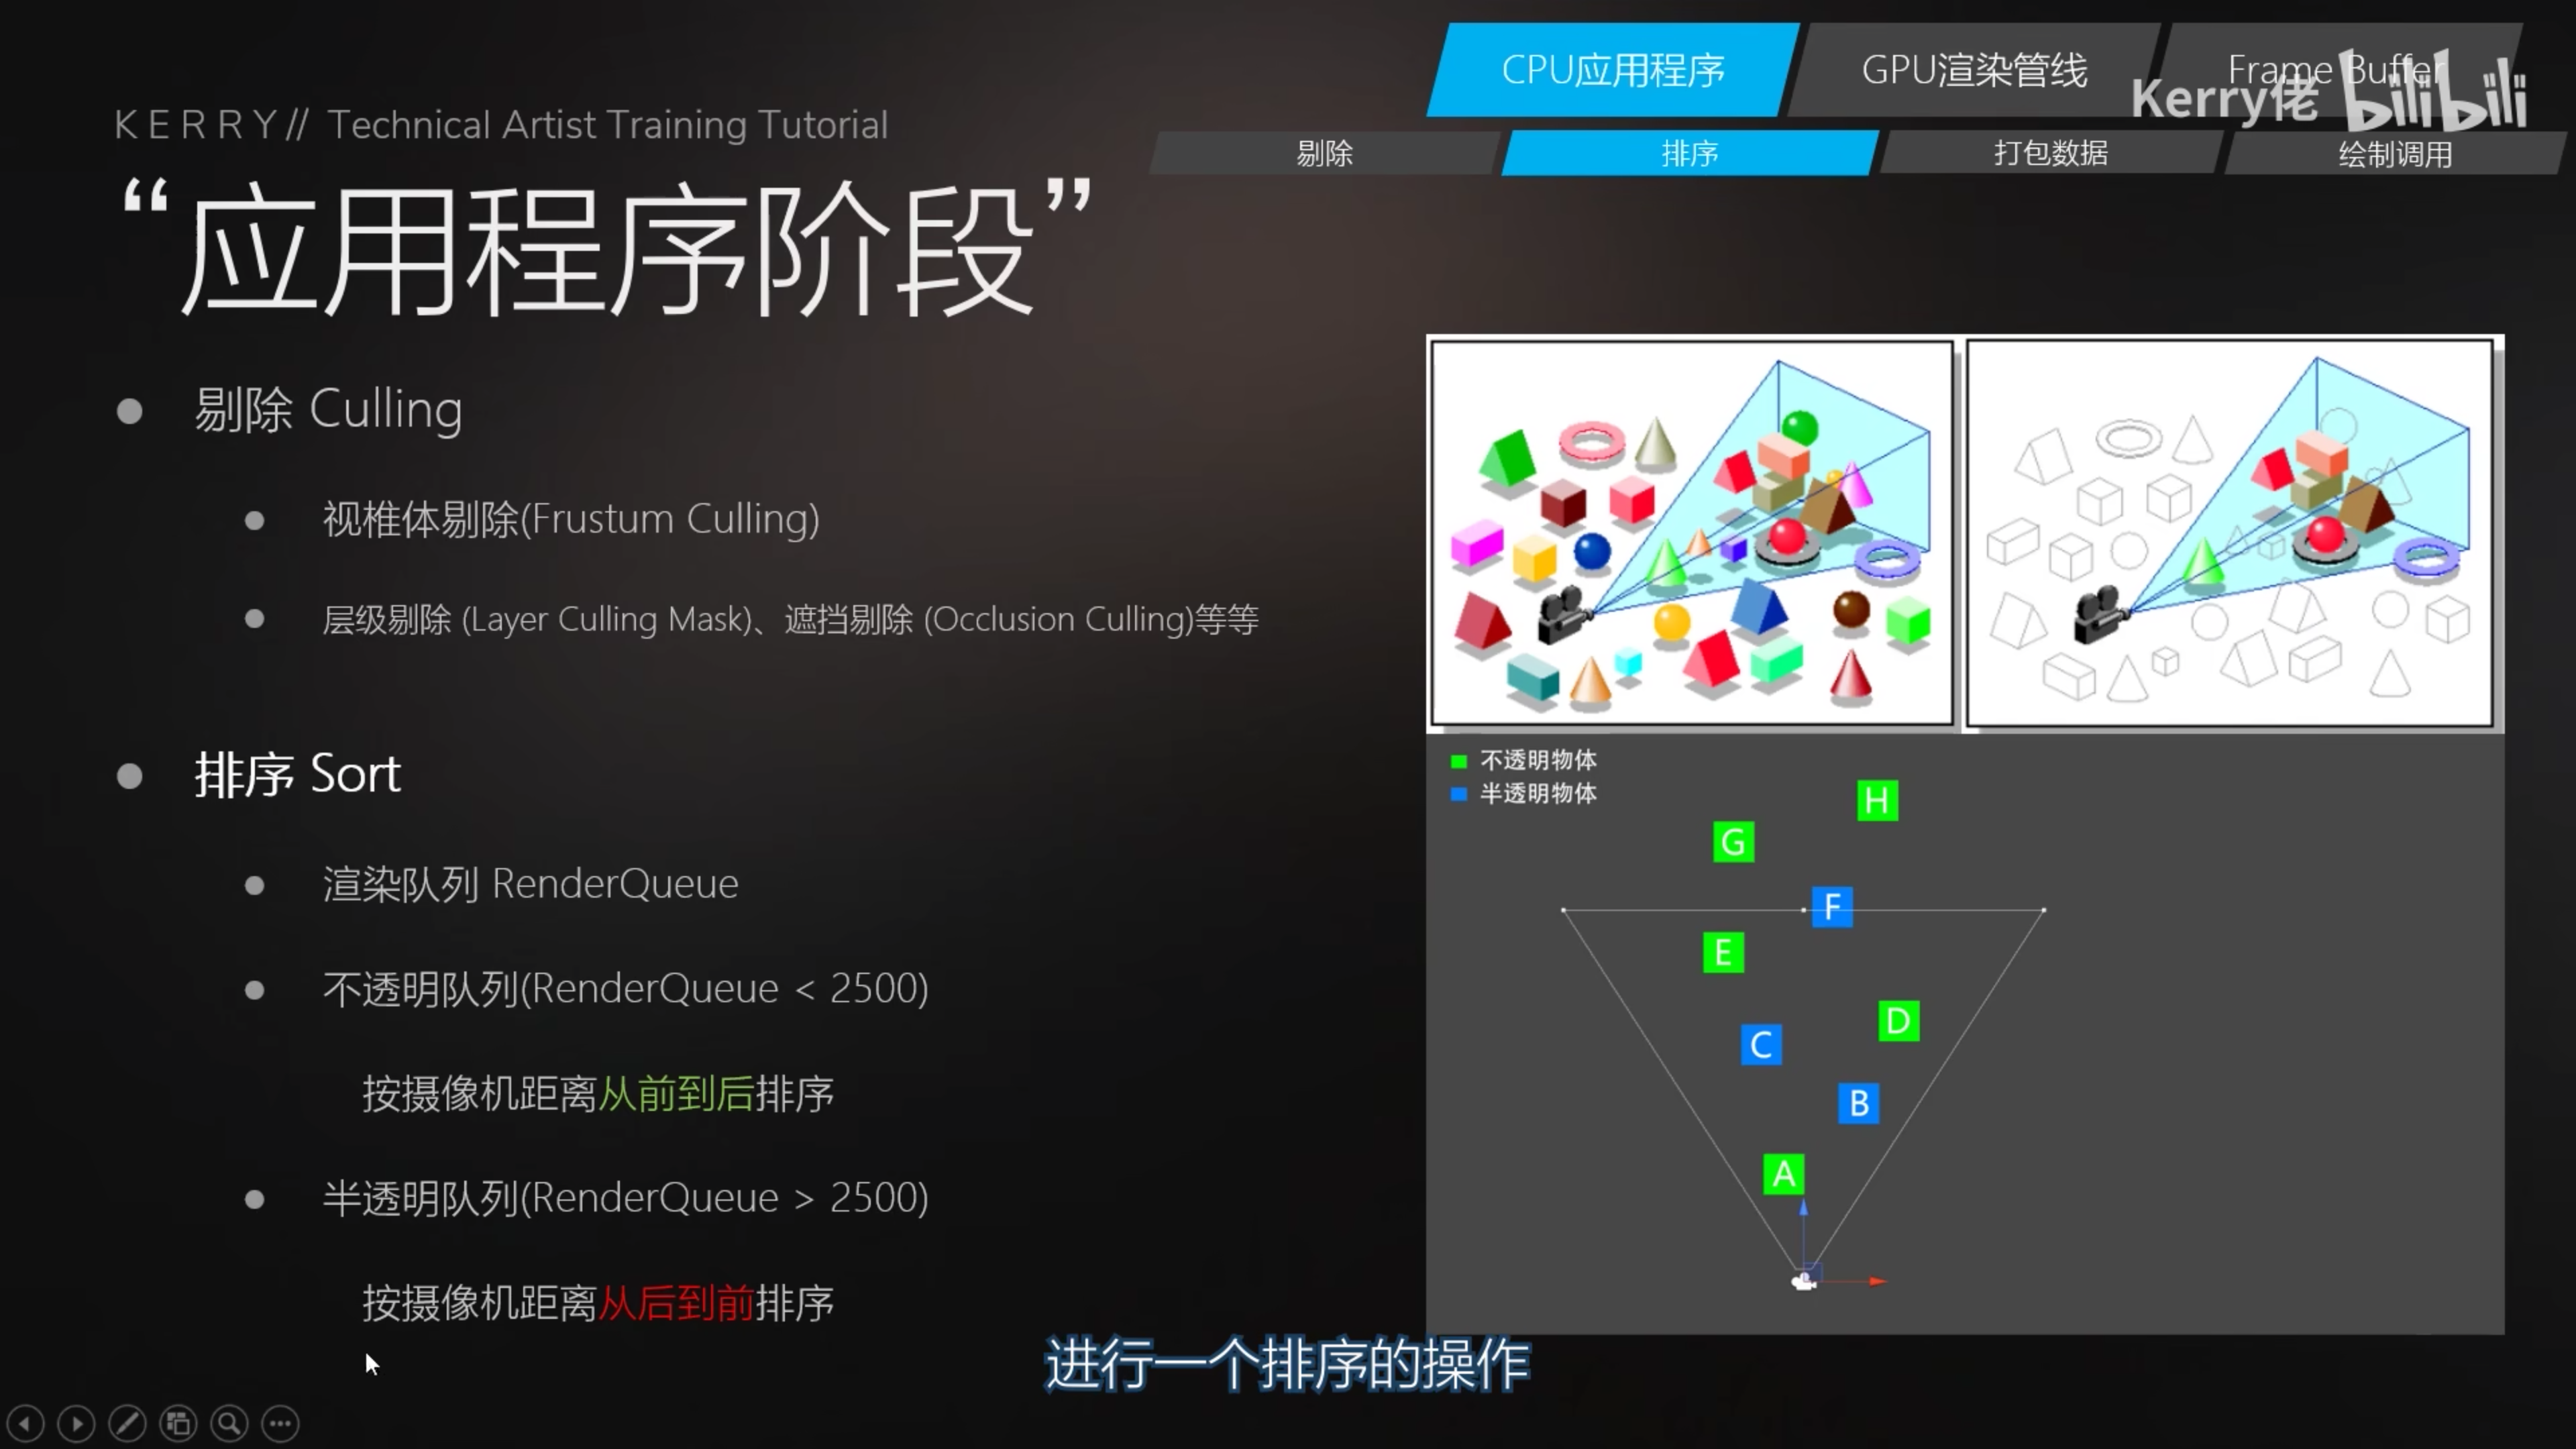 CPU应用程序
GPU渲染管线
Frame Buffer
Kerry佬 bilibili
剔除
排序
打包数据
绘制调用
KERRY// Technical Artist Training Tutorial
“应用程序阶段”
剔除 Culling
视椎体剔除(Frustum Culling)
层级剔除 (Layer Culling Mask)、遮挡剔除 (Occlusion Culling)等等
排序 Sort
渲染队列 RenderQueue
不透明队列(RenderQueue < 2500)
按摄像机距离从前到后排序
半透明队列(RenderQueue > 2500)
按摄像机距离从后到前排序
不透明物体
半透明物体
H
G
F
E
D
C
B
A
进行一个排序的操作